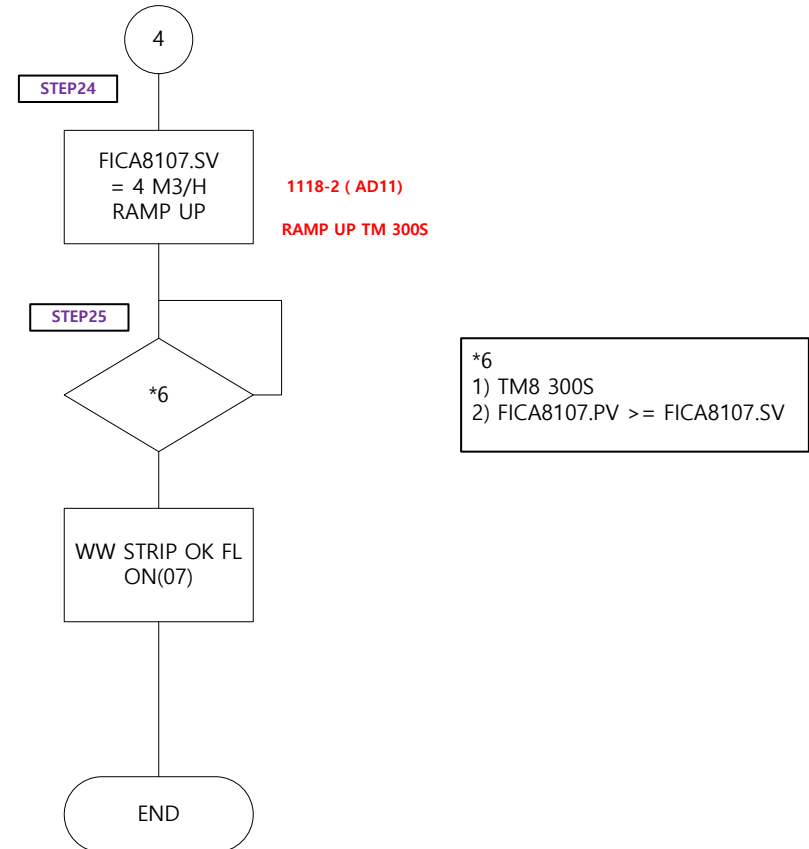 4
STEP24
FICA8107.SV
= 4 M3/H
RAMP UP
1118-2 ( AD11)
RAMP UP TM 300S
STEP25
*6
*6
1) TM8 300S
2) FICA8107.PV >= FICA8107.SV
WW STRIP OK FL
ON(07)
END